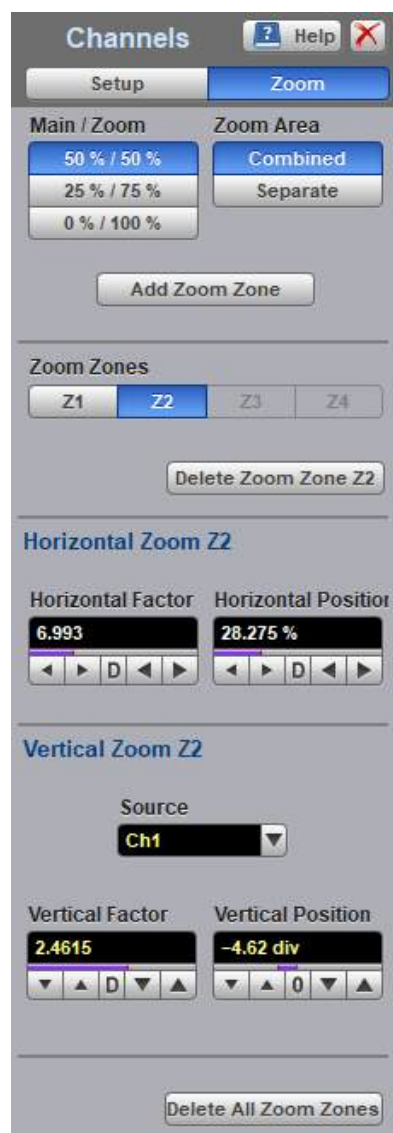 Channels
? Help
Setup Zoom
Main / Zoom Zoom Area
50 % / 50 % Combined
25 % / 75 % Separate
0 % / 100 %
Add Zoom Zone
Zoom Zones
Z1 Z2 Z3 Z4
Delete Zoom Zone Z2
Horizontal Zoom Z2
Horizontal Factor Horizontal Position
6.993 28.275 %
D D
Vertical Zoom Z2
Source
Ch1
Vertical Factor Vertical Position
2.4615 −4.62 div
D 0
Delete All Zoom Zones